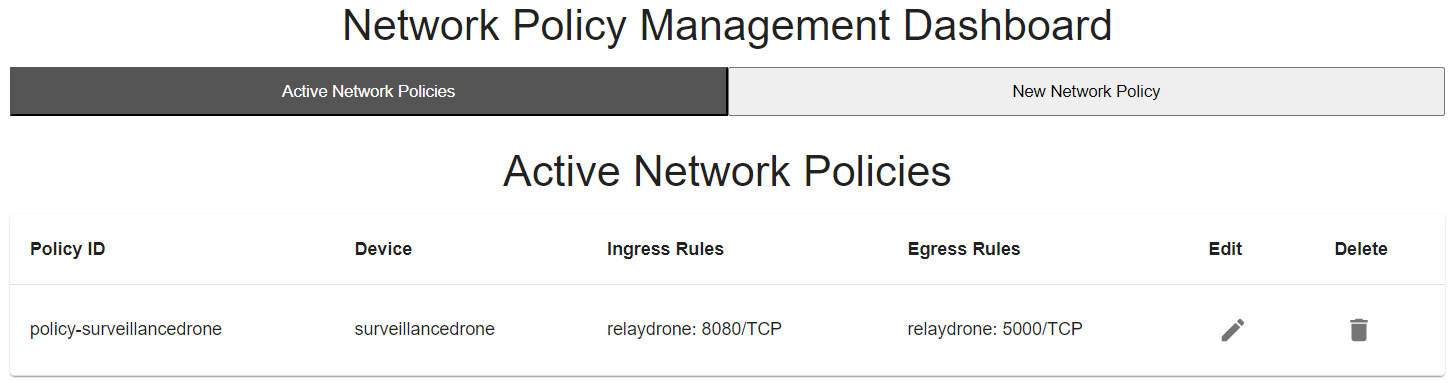 Network Policy Management Dashboard
Active Network Policies New Network Policy
Active Network Policies
Policy ID Device Ingress Rules Egress Rules Edit Delete
policy-surveillancedrone surveillancedrone relaydrone: 8080/TCP relaydrone: 5000/TCP